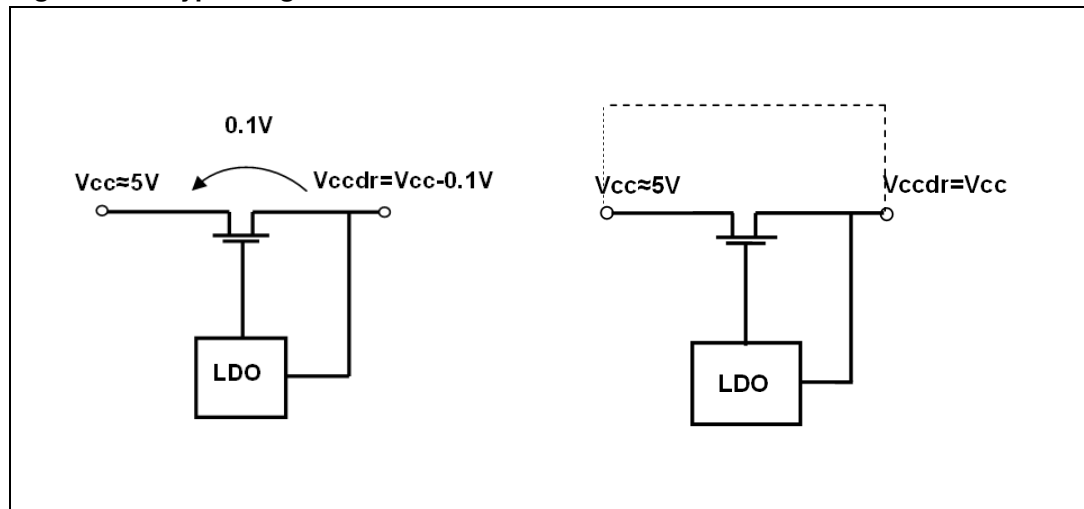 0.1V
Vcc≈5V
Vccdr=Vcc-0.1V
LDO
Vcc≈5V
Vccdr=Vcc
LDO